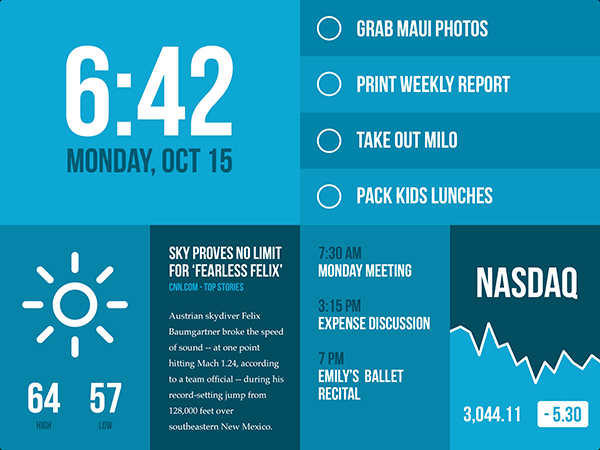 6:42
MONDAY, OCT 15
GRAB MAUI PHOTOS
PRINT WEEKLY REPORT
TAKE OUT MILO
PACK KIDS LUNCHES
64
HIGH
57
LOW
SKY PROVES NO LIMIT
FOR ‘FEARLESS FELIX’
CNN.COM - TOP STORIES
Austrian skydiver Felix
Baumgartner broke the speed
of sound -- at one point
hitting Mach 1.24, according
to a team official -- during his
record-setting jump from
128,000 feet over
southeastern New Mexico.
7:30 AM
MONDAY MEETING
3:15 PM
EXPENSE DISCUSSION
7 PM
EMILY’S BALLET
RECITAL
NASDAQ
3,044.11
- 5.30